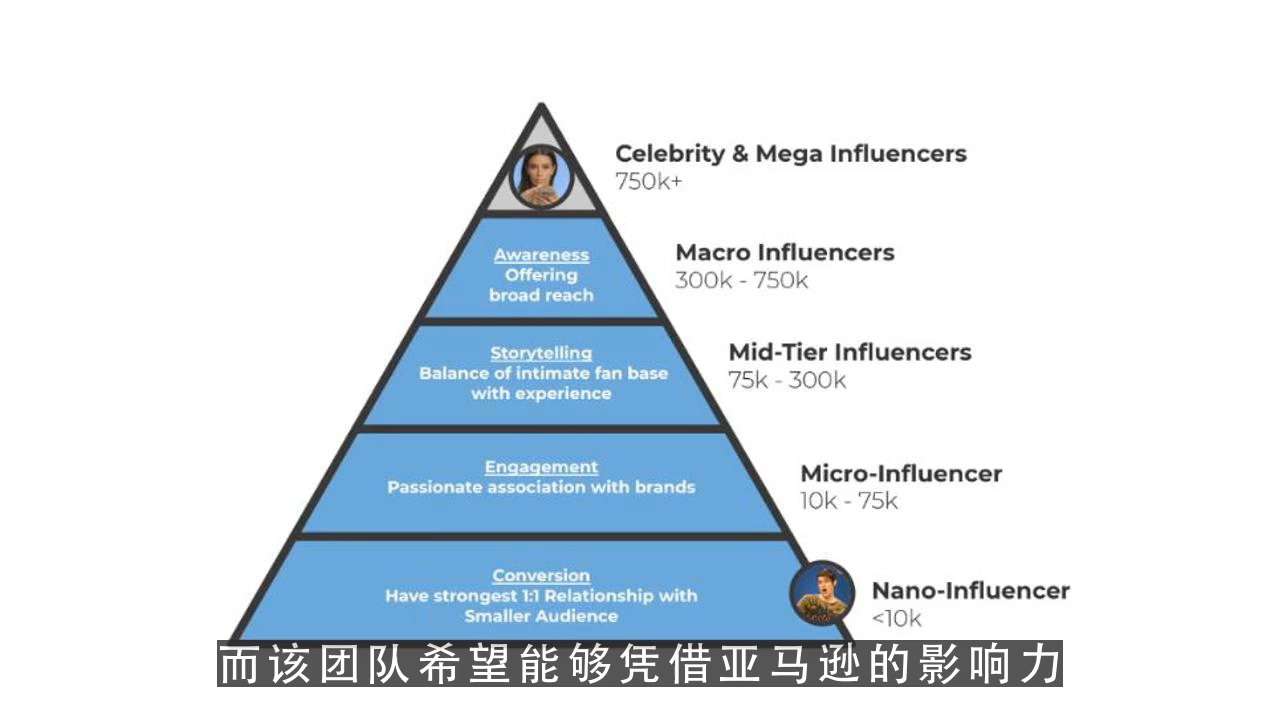 Celebrity & Mega Influencers
750k+
Awareness
Offering
broad reach
Macro Influencers
300k - 750k
Storytelling
Balance of intimate fan base
with experience
Mid-Tier Influencers
75k - 300k
Engagement
Passionate association with brands
Micro-Influencer
10k - 75k
Conversion
Have strongest 1:1 Relationship with
Smaller Audience
Nano-Influencer
<10k
而该团队希望能够凭借亚马逊的影响力